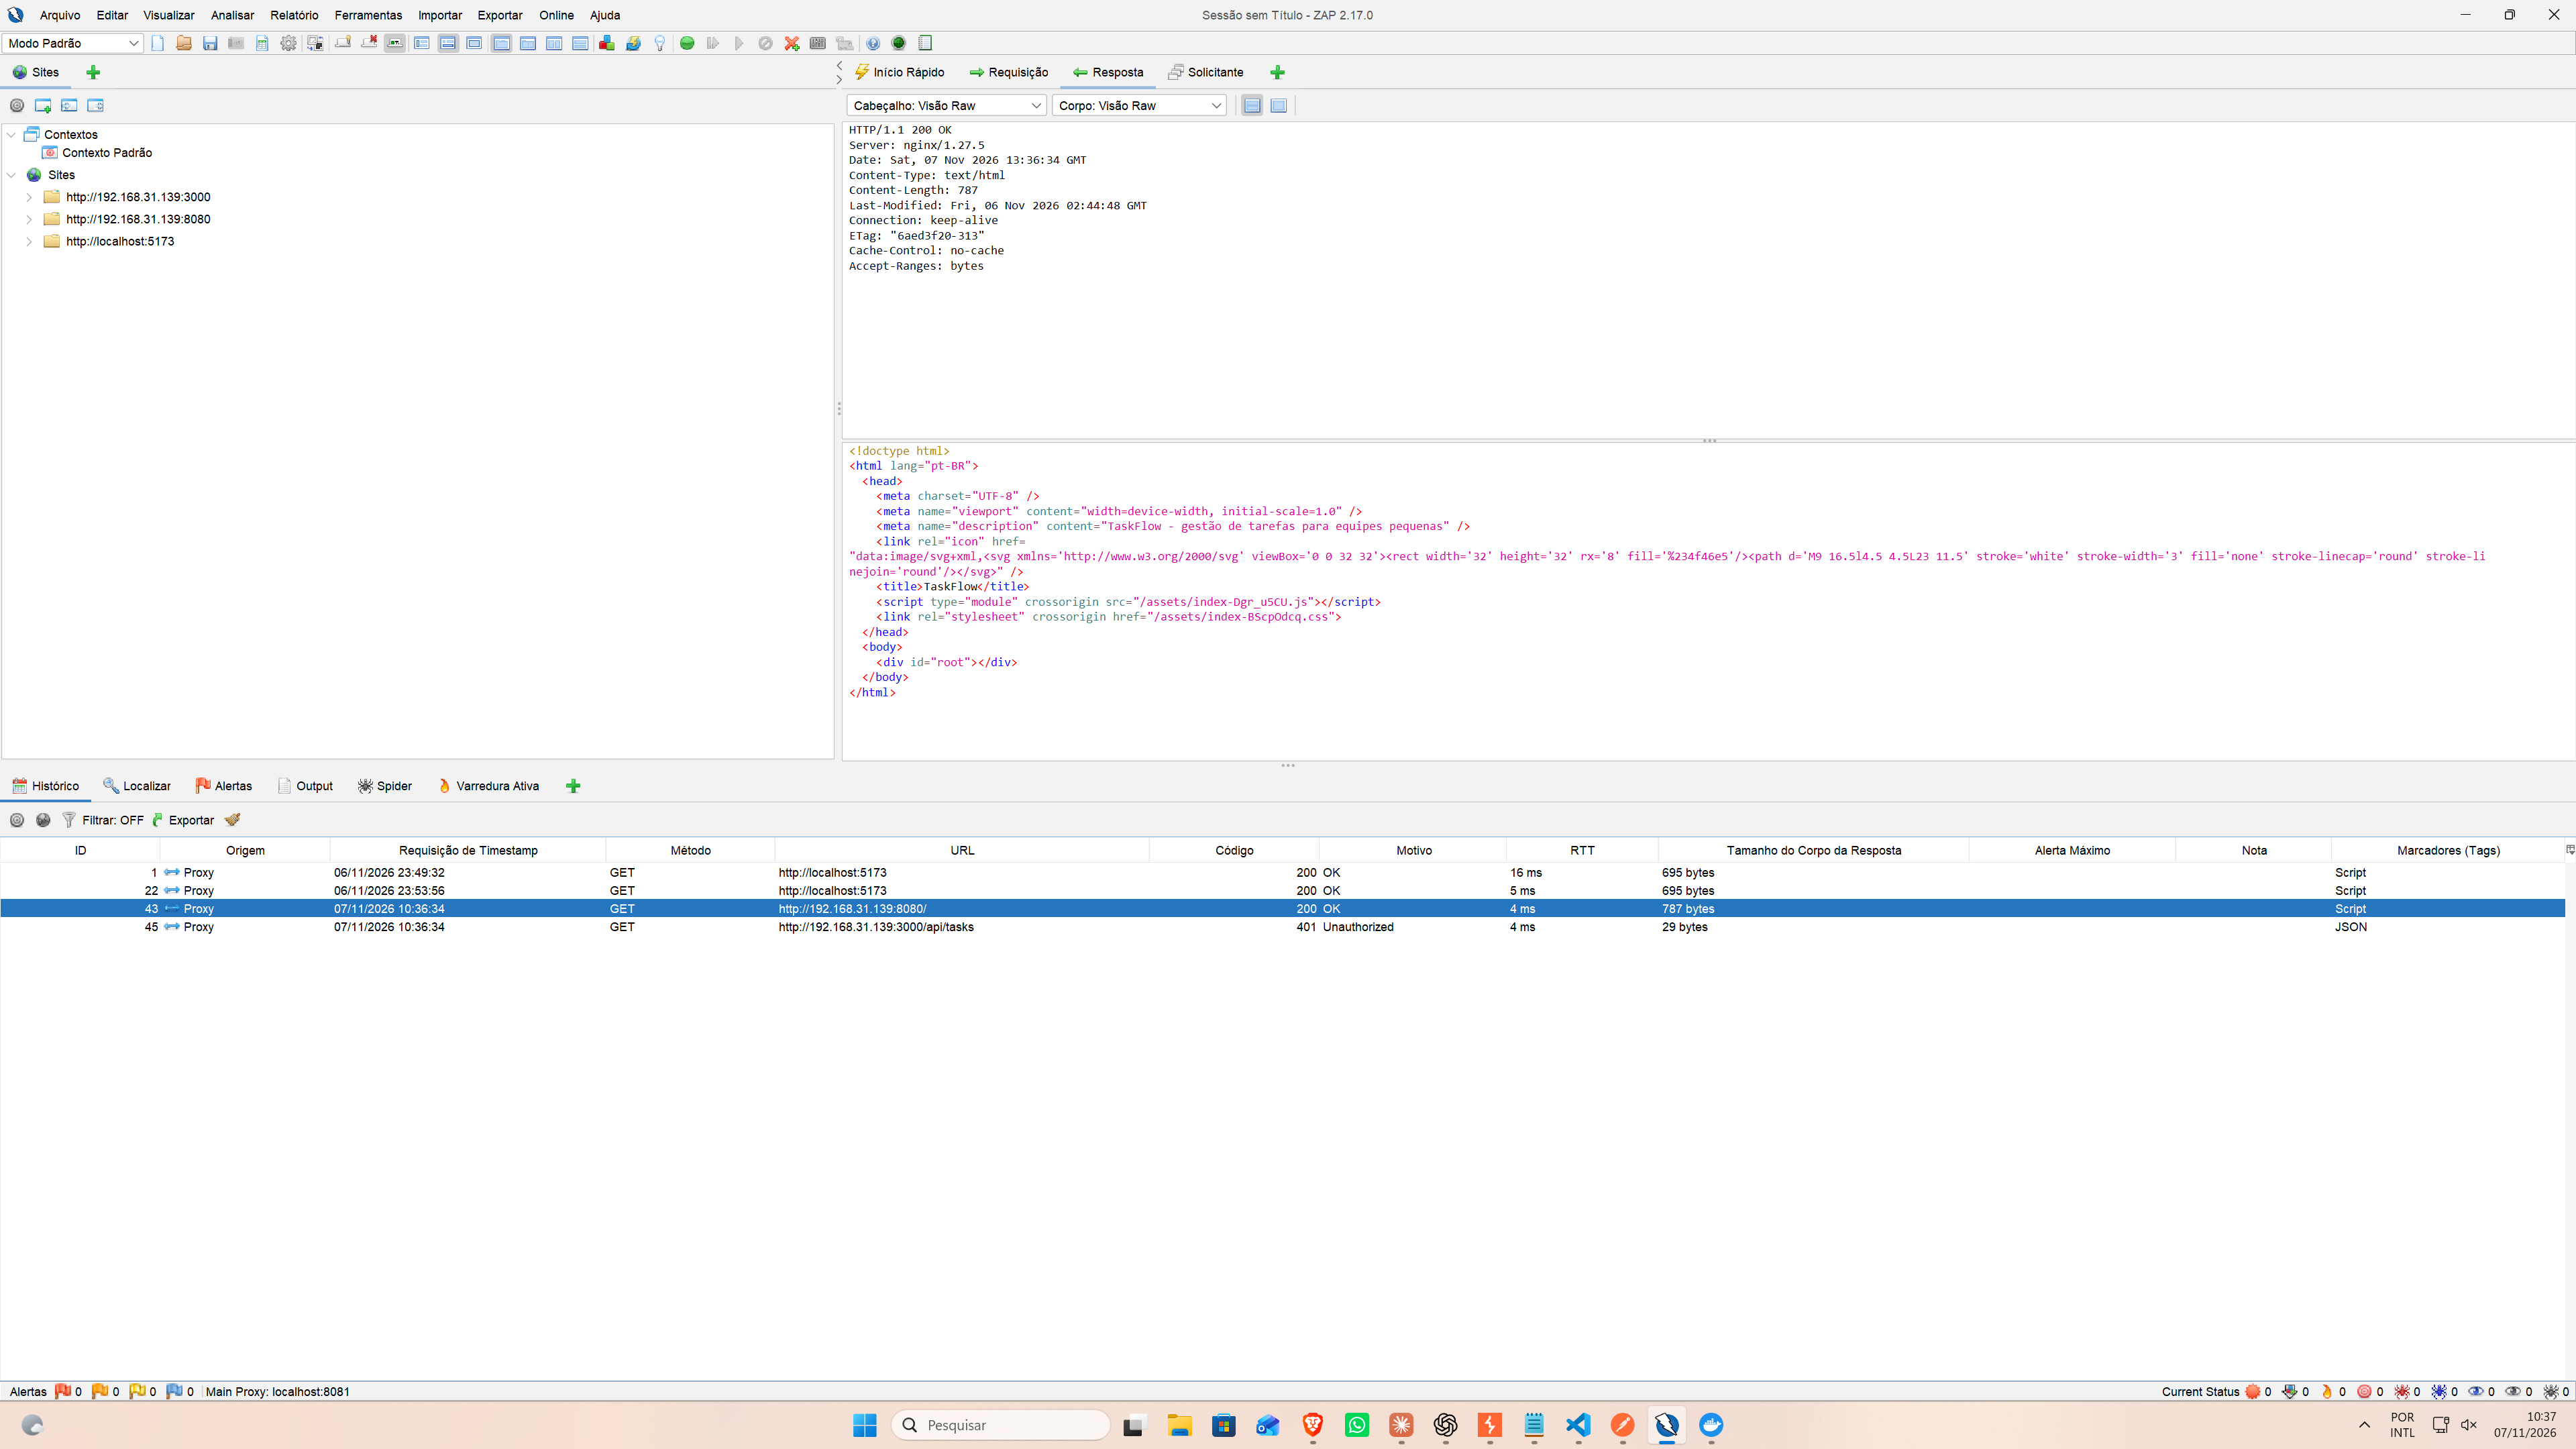 Arquivo Editar Visualizar Analisar Relatório Ferramentas Importar Exportar Online Ajuda
Sessão sem Título - ZAP 2.17.0
Modo Padrão
Sites
Início Rápido Requisição Resposta Solicitante
Cabeçalho: Visão Raw Corpo: Visão Raw
Contextos
Contexto Padrão
Sites
http://192.168.31.139:3000
http://192.168.31.139:8080
http://localhost:5173
HTTP/1.1 200 OK
Server: nginx/1.27.5
Date: Sat, 07 Nov 2026 13:36:34 GMT
Content-Type: text/html
Content-Length: 787
Last-Modified: Fri, 06 Nov 2026 02:44:48 GMT
Connection: keep-alive
ETag: "6aed3f20-313"
Cache-Control: no-cache
Accept-Ranges: bytes
<!doctype html>
<html lang="pt-BR">
<head>
<meta charset="UTF-8" />
<meta name="viewport" content="width=device-width, initial-scale=1.0" />
<meta name="description" content="TaskFlow - gestão de tarefas para equipes pequenas" />
<link rel="icon" href=
"data:image/svg+xml,<svg xmlns='http://www.w3.org/2000/svg' viewBox='0 0 32 32'><rect width='32' height='32' rx='8' fill='%234f46e5'/><path d='M9 16.5l4.5 4.5L23 11.5' stroke='white' stroke-width='3' fill='none' stroke-linecap='round' stroke-li
nejoin='round'/></svg>" />
<title>TaskFlow</title>
<script type="module" crossorigin src="/assets/index-Dgr_u5CU.js"></script>
<link rel="stylesheet" crossorigin href="/assets/index-BScpOdcq.css">
</head>
<body>
<div id="root"></div>
</body>
</html>
Histórico Localizar Alertas Output Spider Varredura Ativa
Filtrar: OFF Exportar
ID Origem Requisição de Timestamp Método URL Código Motivo RTT Tamanho do Corpo da Resposta Alerta Máximo Nota Marcadores (Tags)
1 Proxy 06/11/2026 23:49:32 GET http://localhost:5173 200 OK 16 ms 695 bytes Script
22 Proxy 06/11/2026 23:53:56 GET http://localhost:5173 200 OK 5 ms 695 bytes Script
43 Proxy 07/11/2026 10:36:34 GET http://192.168.31.139:8080/ 200 OK 4 ms 787 bytes Script
45 Proxy 07/11/2026 10:36:34 GET http://192.168.31.139:3000/api/tasks 401 Unauthorized 4 ms 29 bytes JSON
Alertas 0 0 0 0 Main Proxy: localhost:8081
Current Status 0 0 0 0 0 0 0 0 0
Pesquisar
POR
INTL
10:37
07/11/2026